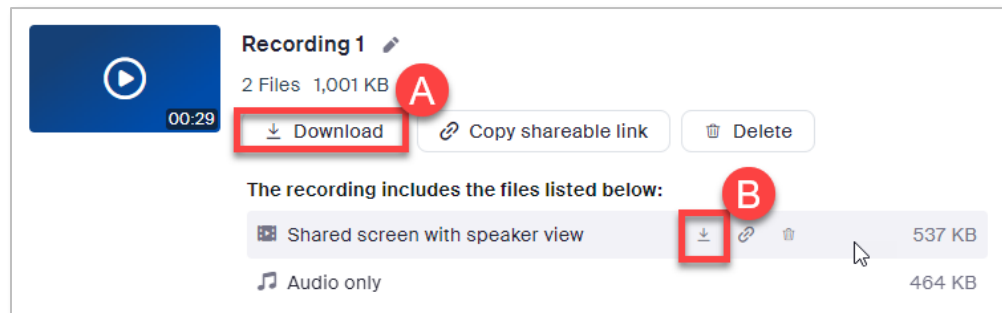 Recording 1
2 Files 1,001 KB
A
00:29
Download Copy shareable link Delete
The recording includes the files listed below:
B
Shared screen with speaker view 537 KB
Audio only 464 KB